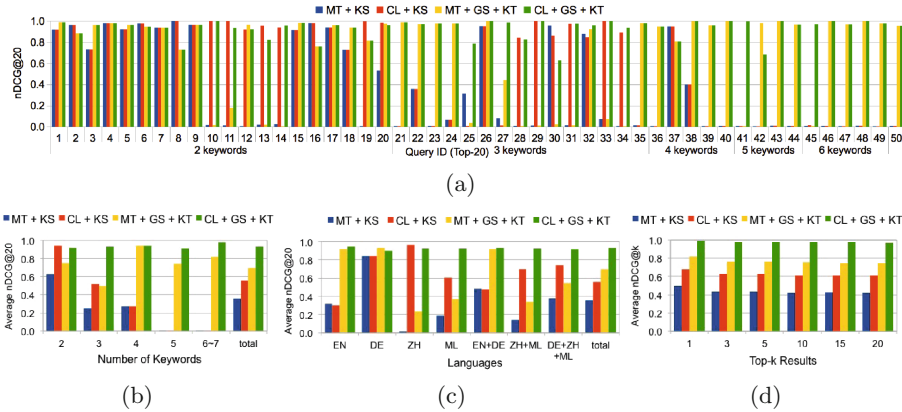 MT + KS CL + KS MT + GS + KT CL + GS + KT
nDCG@20
1.0
0.8
0.6
0.4
0.2
0.0
1 2 3 4 5 6 7 8 9 10 11 12 13 14 15 16 17 18 19 20 21 22 23 24 25 26 27 28 29 30 31 32 33 34 35 36 37 38 39 40 41 42 43 44 45 46 47 48 49 50
2 keywords Query ID (Top-20) 3 keywords 4 keywords 5 keywords 6 keywords
(a)
MT + KS CL + KS MT + GS + KT CL + GS + KT
Average nDCG@20
1.0
0.8
0.6
0.4
0.2
0.0
2 3 4 5 6~7 total
Number of Keywords
(b)
MT + KS CL + KS MT + GS + KT CL + GS + KT
Average nDCG@20
1.0
0.8
0.6
0.4
0.2
0.0
EN DE ZH ML EN+DE ZH+ML DE+ZH total
+ML
Languages
(c)
MT + KS CL + KS MT + GS + KT CL + GS + KT
Average nDCG@k
1.0
0.8
0.6
0.4
0.2
0.0
1 3 5 10 15 20
Top-k Results
(d)